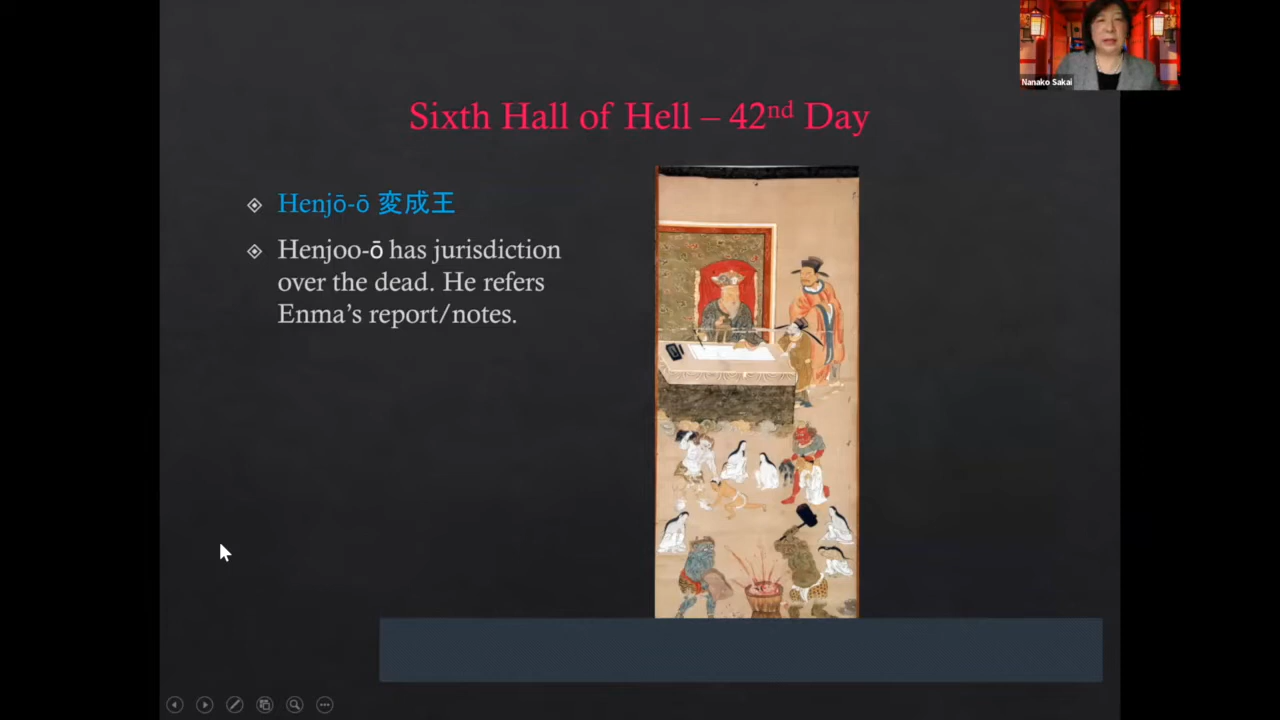 Nanako Sakai
Sixth Hall of Hell – 42nd Day
Henjō-ō 変成王
Henjoo-ō has jurisdiction
over the dead. He refers
Enma's report/notes.